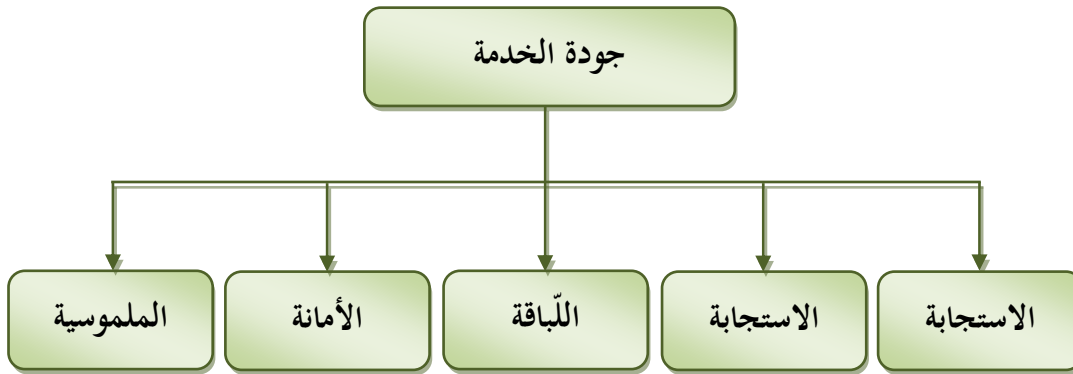 جودة الخدمة
الاستجابة
الاستجابة
اللّباقة
الأمانة
الملموسية